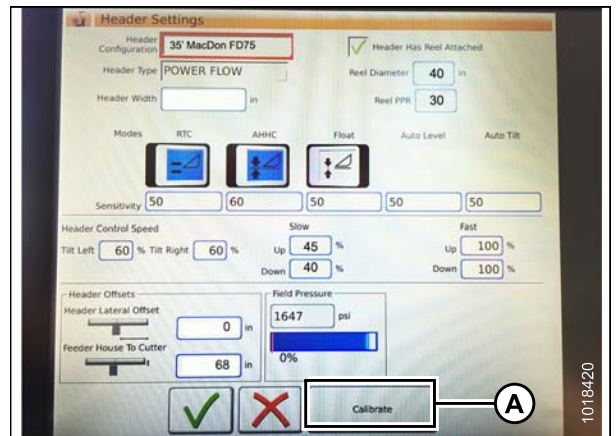 Header Settings
Header Configuration
35' MacDon FD75
Header Has Reel Attached
Header Type
POWER FLOW
Reel Diameter
40
in
Header Width
in
Reel PPR
30
Modes
RTC
AHHC
Float
Auto Level
Auto Tilt
Sensitivity
50
60
50
50
50
Header Control Speed
Slow
Fast
Tilt Left 60 % Tilt Right 60 %
Up 45 %
Up 100 %
Down 40 %
Down 100 %
Header Offsets
Field Pressure
Header Lateral Offset
0 in
1647 psi
Feeder House To Cutter
68 in
0%
Calibrate
A
1018420